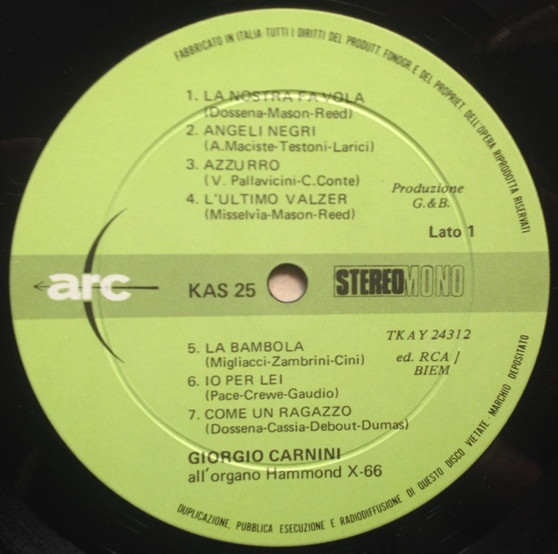 FABBRICATO IN ITALIA-TUTTI I DIRITTI DEL PRODUTT. FONOGR. E DEL PROPRIET. DELL'OPERA RIPRODOTTA RISERVATI
1. LA NOSTRA FAVOLA
(Dossena-Mason-Reed)
2. ANGELI NEGRI
(A.Maciste-Testoni-Larici)
3. AZZURRO
(V. Pallavicini-C.Conte)
4. L'ULTIMO VALZER
(Misselvia-Mason-Reed)
Produzione
G.&B.
Lato 1
arc
KAS 25
STEREOMONO
5. LA BAMBOLA
(Migliacci-Zambrini-Cini)
6. IO PER LEI
(Pace-Crewe-Gaudio)
7. COME UN RAGAZZO
(Dossena-Cassia-Debout-Dumas)
TKAY 24312
ed. RCA /
BIEM
GIORGIO CARNINI
all'organo Hammond X-66
DUPLICAZIONE, PUBBLICA ESECUZIONE E RADIODIFFUSIONE DI QUESTO DISCO VIETATE-MARCHIO DEPOSITATO